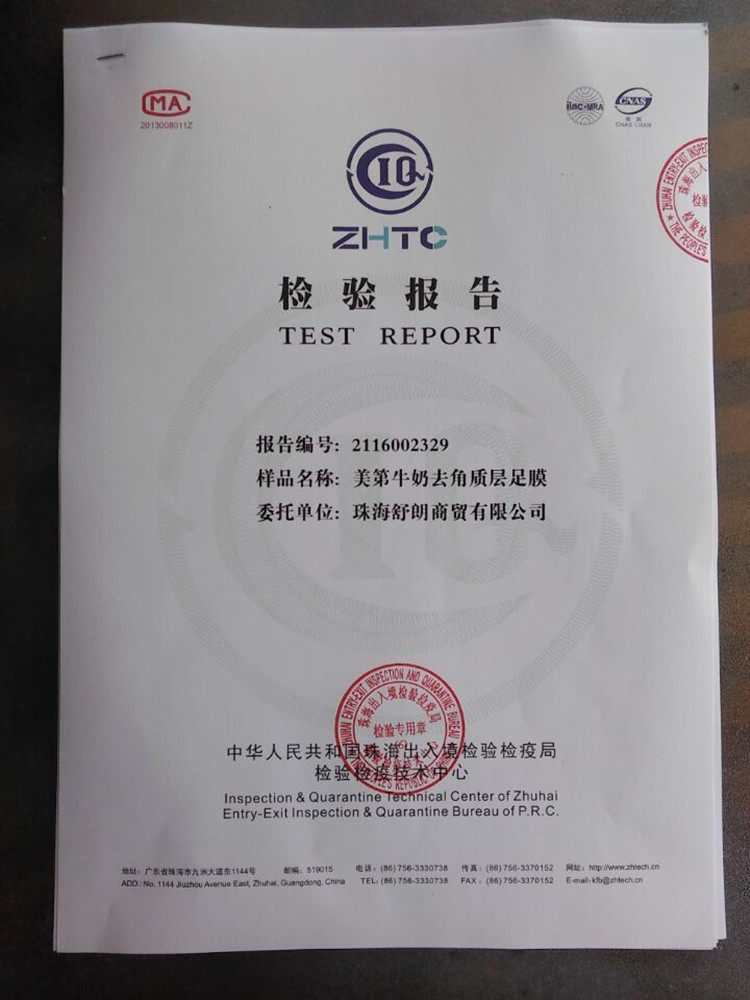 MA
2013008011Z
ilac-MRA
CNAS
CIQ
ZHTC
检验报告
TEST REPORT
报告编号: 2116002329
样品名称: 美第牛奶去角质层足膜
委托单位: 珠海舒朗商贸有限公司
检验专用章
中华人民共和国珠海出入境检验检疫局
检验检疫技术中心
Inspection & Quarantine Technical Center of Zhuhai
Entry-Exit Inspection & Quarantine Bureau of P.R.C.
地址: 广东省珠海市九洲大道东1144号 邮编: 519015 电话: (86)756-3330738 传真: (86)756-3370152 网址: http://www.zhtech.cn
ADD.: No. 1144 Jiuzhou Avenue East, Zhuhai, Guangdong, China TEL: (86)756-3330738 FAX: (86)756-3370152 E-mail: kfb@zhtech.cn